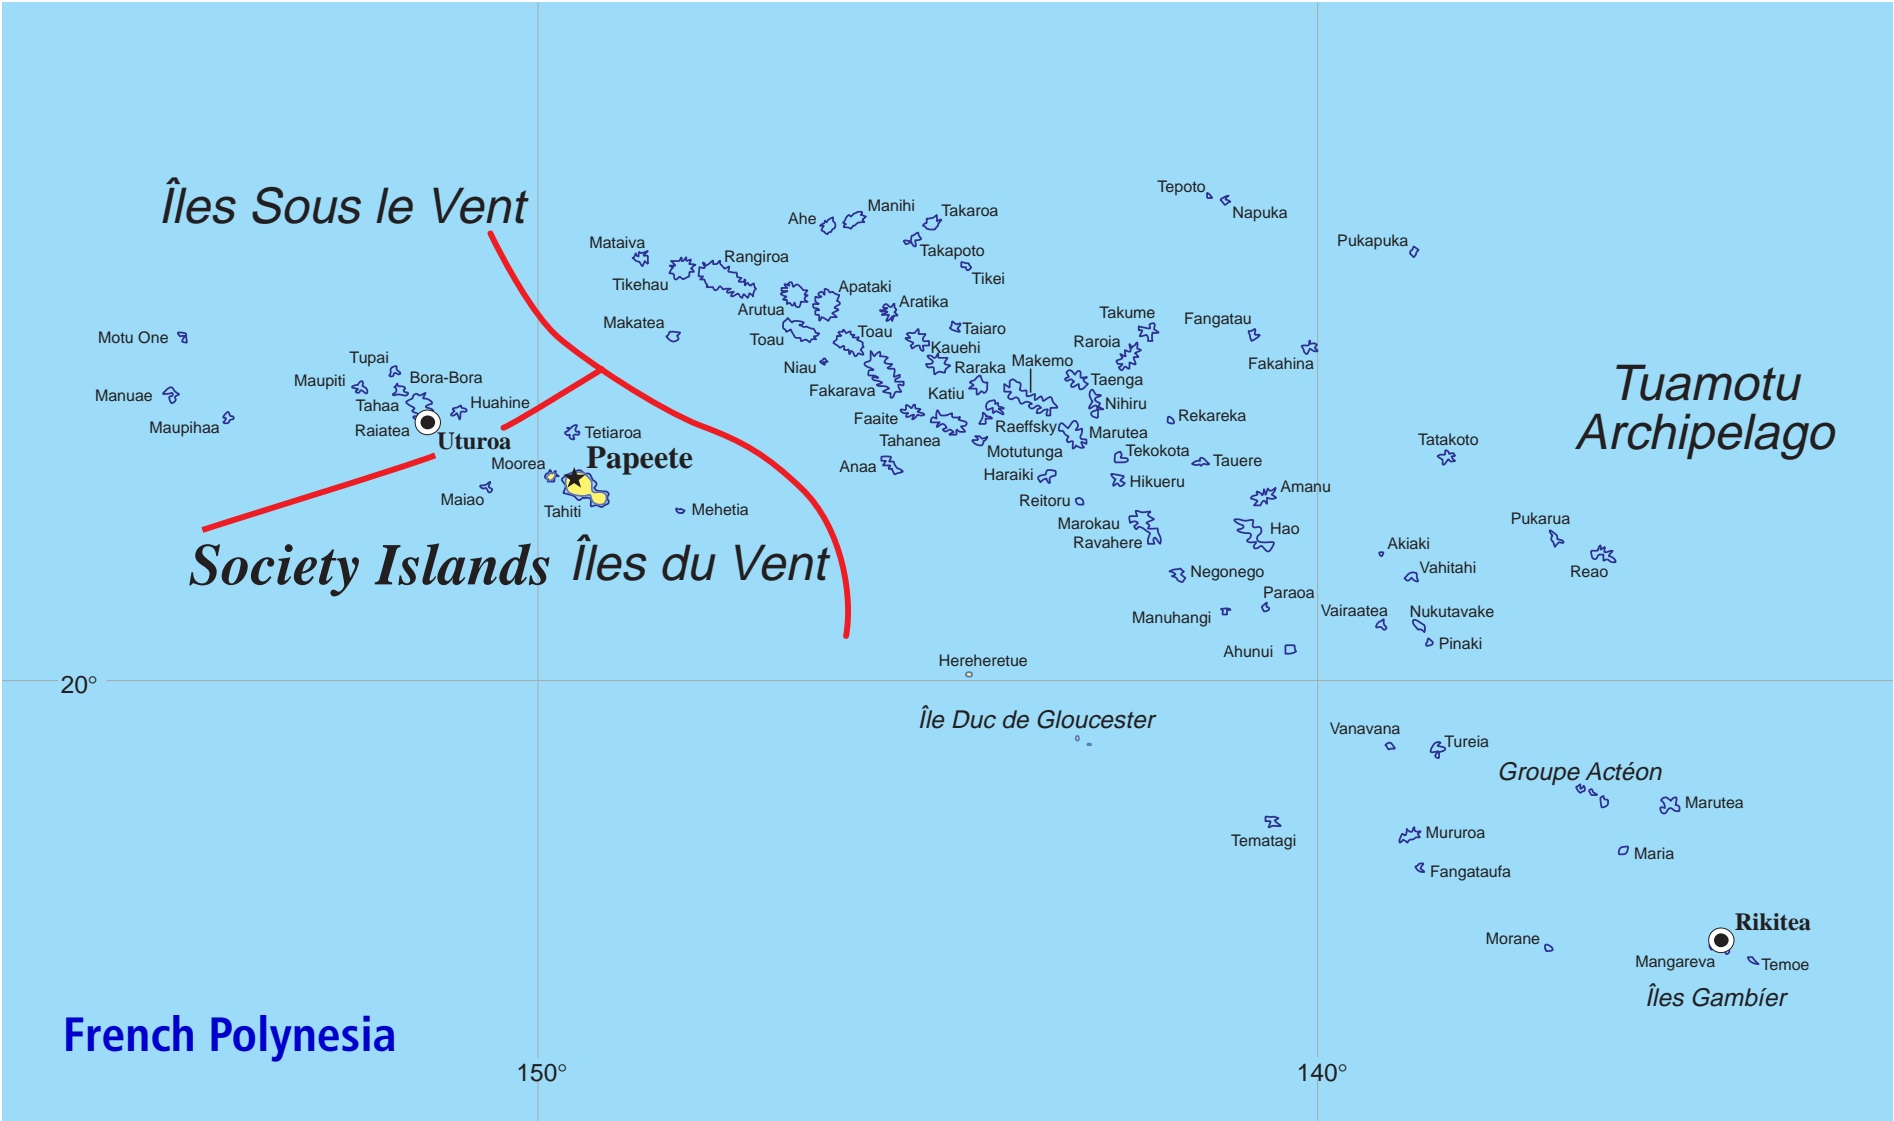 Îles Sous le Vent
Tepoto
Napuka
Manihi
Ahe
Takaroa
Takapoto
Pukapuka
Mataiva
Rangiroa
Tikei
Tikehau
Apataki
Aratika
Arutua
Makatea
Toau
Toau
Taiaro
Takume
Fangatau
Motu One
Kauehi
Raroia
Tupai
Niau
Raraka
Makemo
Fakahina
Maupiti
Bora-Bora
Fakarava
Katiu
Taenga
Tuamotu
Archipelago
Manuae
Tahaa
Huahine
Nihiru
Maupihaa
Raiatea
Uturoa
Tetiaroa
Faaite
Raeffsky
Marutea
Rekareka
Tahanea
Motutunga
Tekokota
Tatakoto
Moorea
Papeete
Anaa
Haraiki
Tauere
Maiao
Hikueru
Amanu
Tahiti
Mehetia
Reitoru
Marokau
Hao
Pukarua
Ravahere
Akiaki
Society Islands
Îles du Vent
Negonego
Vahitahi
Reao
Paraoa
Manuhangi
Vairaatea
Nukutavake
Ahunui
Pinaki
Hereheretue
20°
Île Duc de Gloucester
Vanavana
Tureia
Groupe Actéon
Marutea
Tematagi
Mururoa
Maria
Fangataufa
Rikitea
Morane
Mangareva
Temoe
Îles Gambíer
French Polynesia
150°
140°